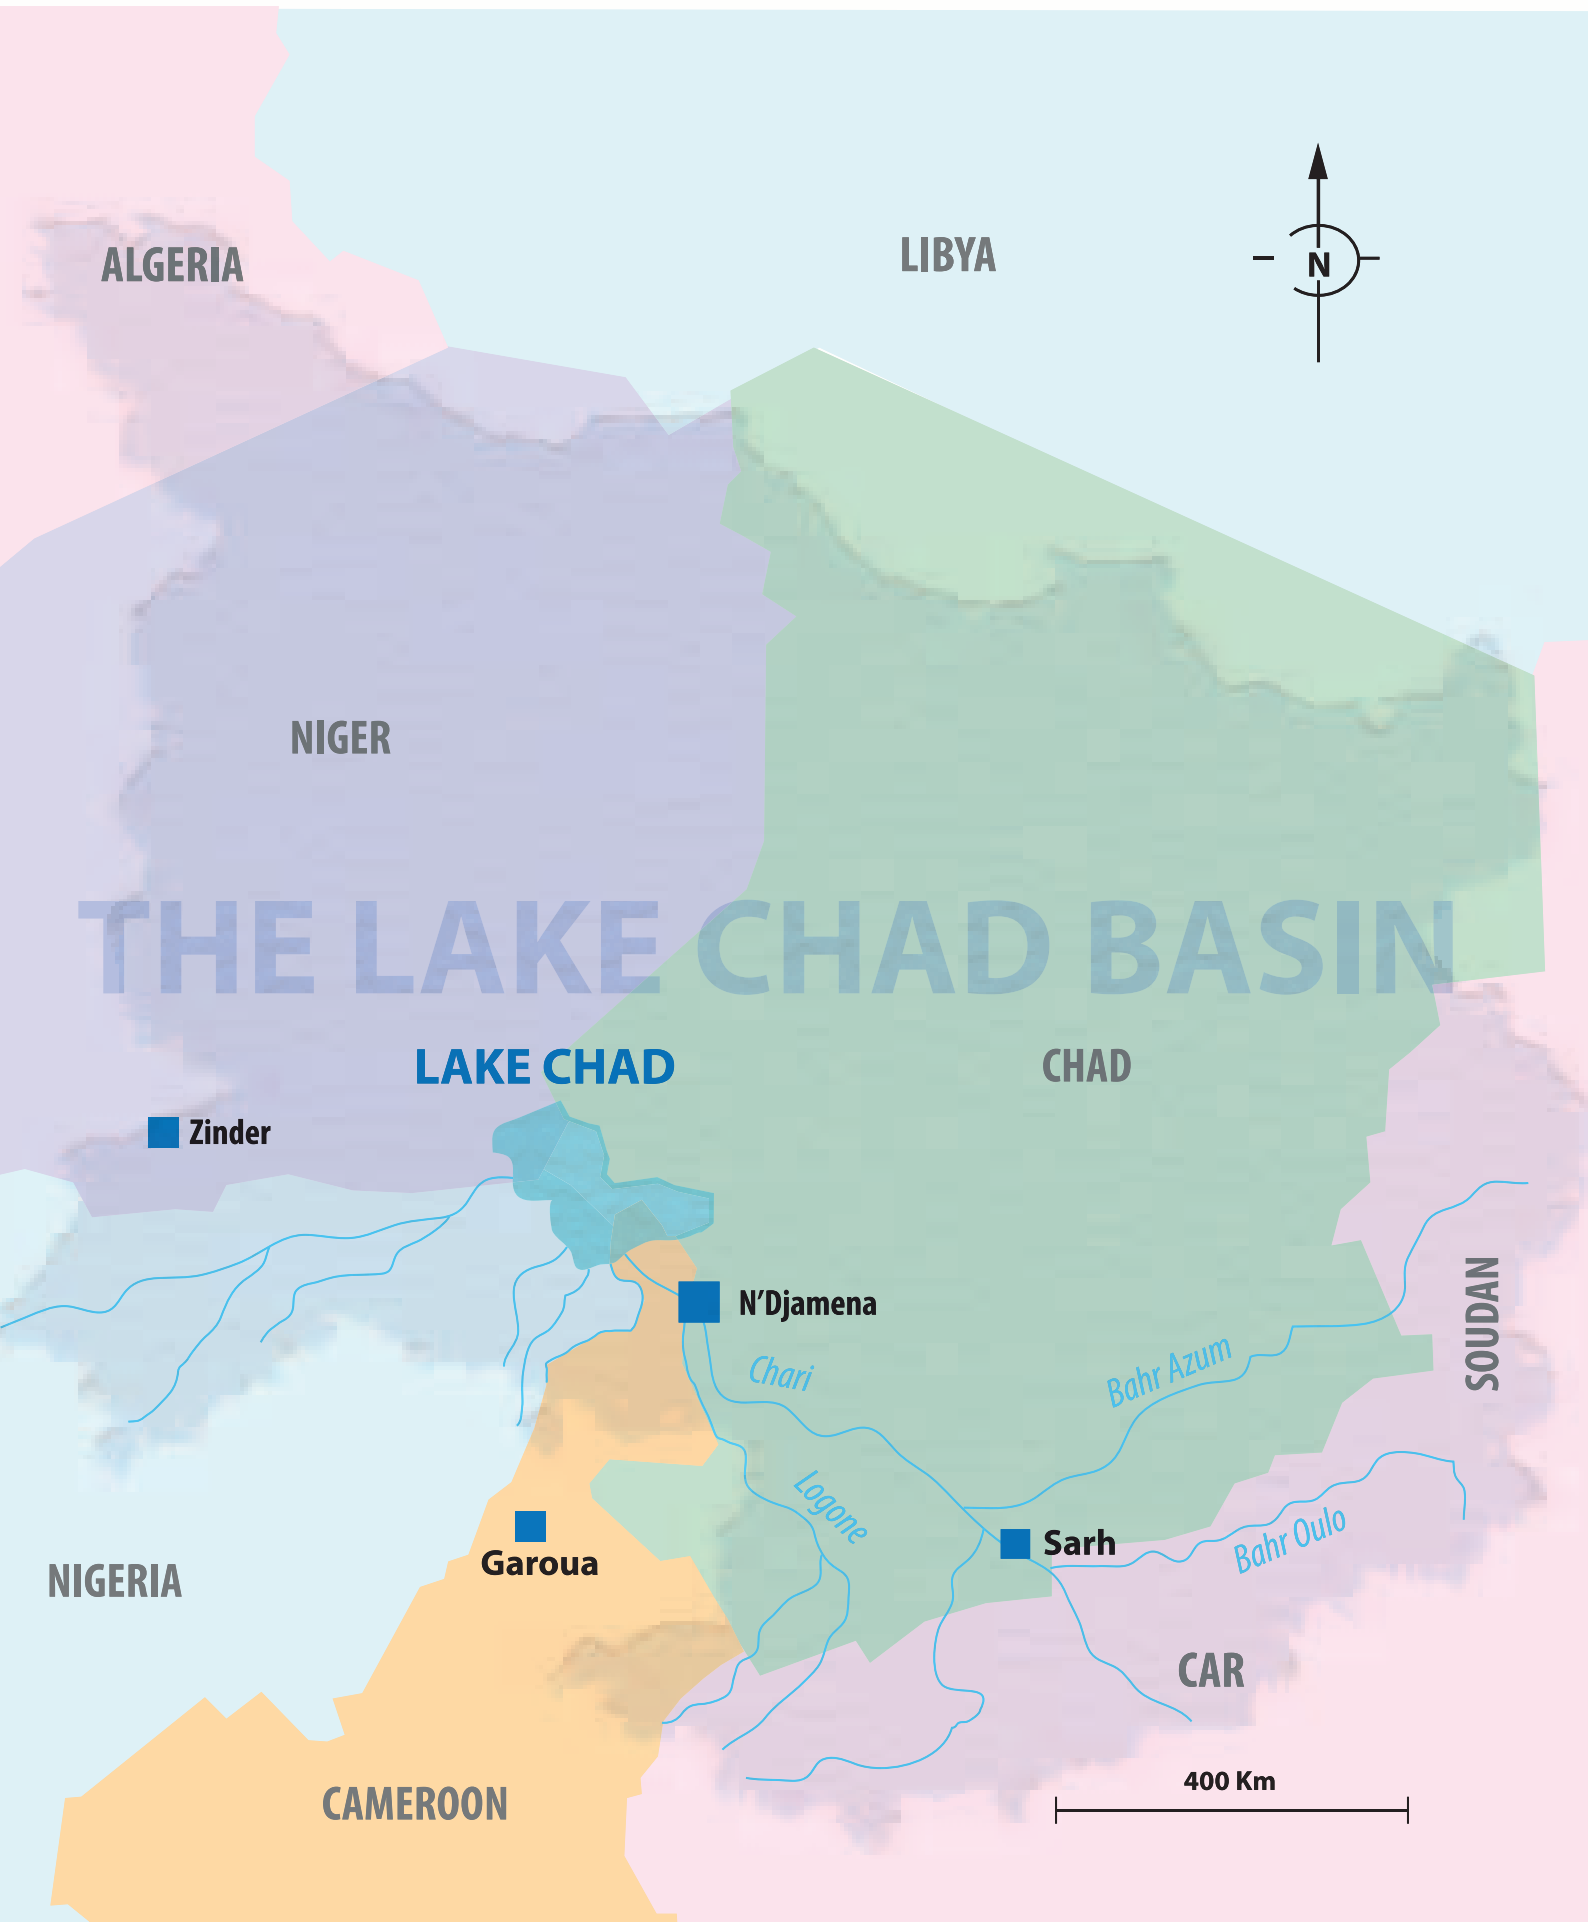 ALGERIA
LIBYA
N
NIGER
THE LAKE CHAD BASIN
LAKE CHAD
CHAD
Zinder
N’Djamena
SOUDAN
Chari
Bahr Azum
Logone
Sarh
Bahr Oulo
Garoua
NIGERIA
CAR
400 Km
CAMEROON